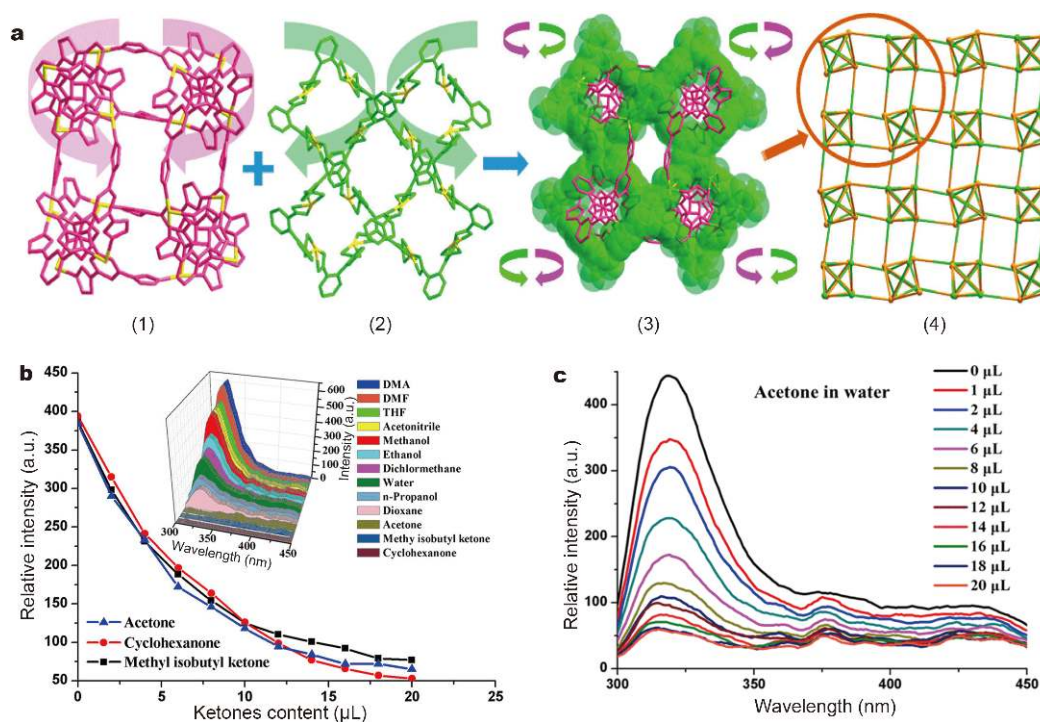 a
(1)
(2)
(3)
(4)
b
Relative intensity (a.u.)
450
400
350
300
250
200
150
100
50
0
5
10
15
20
25
Ketones content (μL)
Acetone
Cyclohexanone
Methyl isobutyl ketone
600
500
400
300
200
100
0
Intensity (a.u.)
300
350
400
450
Wavelength (nm)
DMA
DMF
THF
Acetonitrile
Methanol
Ethanol
Dichlormethane
Water
n-Propanol
Dioxane
Acetone
Methy isobutyl ketone
Cyclohexanone
c
Acetone in water
Relative intensity (a.u.)
400
300
200
100
0
300
350
400
450
Wavelength (nm)
0 μL
1 μL
2 μL
4 μL
6 μL
8 μL
10 μL
12 μL
14 μL
16 μL
18 μL
20 μL